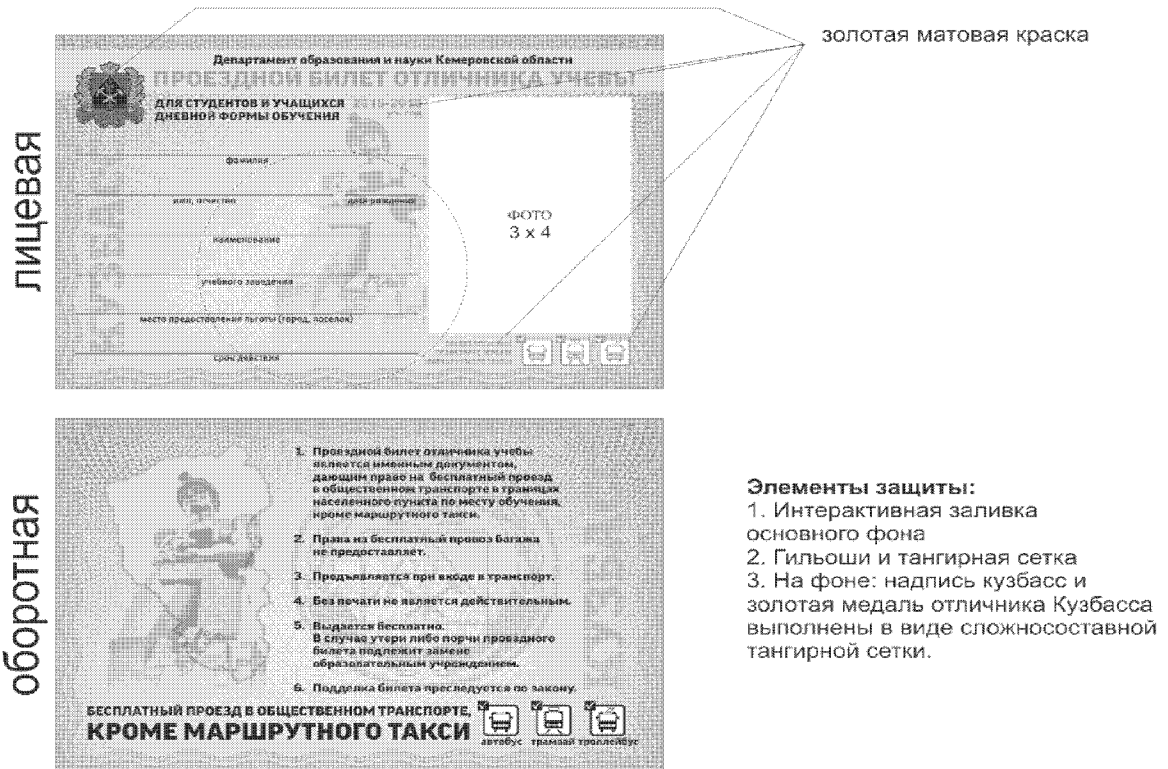 золотая матовая краска
лицевая
Департамент образования и науки Кемеровской области
ПРОЕЗДНОЙ БИЛЕТ ОТЛИЧНИКА УЧЕБЫ
ДЛЯ СТУДЕНТОВ И УЧАЩИХСЯ
ДНЕВНОЙ ФОРМЫ ОБУЧЕНИЯ
КУЗБАСС
фамилия
имя, отчество
дата рождения
наименование
учебного заведения
место предоставления льготы (город, поселок)
срок действия
ФОТО
3 х 4
оборотная
1. Проездной билет отличника учебы
является именным документом,
дающим право на бесплатный проезд
в общественном транспорте в границах
населенного пункта по месту обучения,
кроме маршрутного такси.
2. Права на бесплатный провоз багажа
не предоставляет.
3. Предъявляется при входе в транспорт.
4. Без печати не является действительным.
5. Выдается бесплатно.
В случае утери либо порчи проездного
билета подлежит замене
образовательным учреждением.
6. Подделка билета преследуется по закону.
БЕСПЛАТНЫЙ ПРОЕЗД В ОБЩЕСТВЕННОМ ТРАНСПОРТЕ,
КРОМЕ МАРШРУТНОГО ТАКСИ
автобус трамвай троллейбус
Элементы защиты:
1. Интерактивная заливка
основного фона
2. Гильоши и тангирная сетка
3. На фоне: надпись кузбасс и
золотая медаль отличника Кузбасса
выполнены в виде сложносоставной
тангирной сетки.